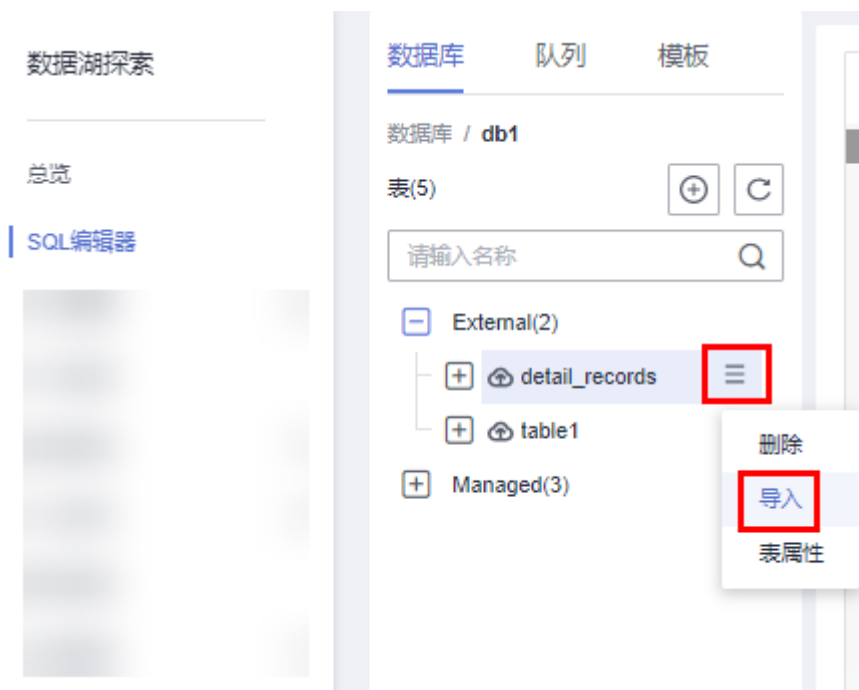 数据湖探索
总览
SQL编辑器
数据库 队列 模板
数据库 / db1
表(5)
请输入名称
External(2)
detail_records
table1
Managed(3)
删除
导入
表属性